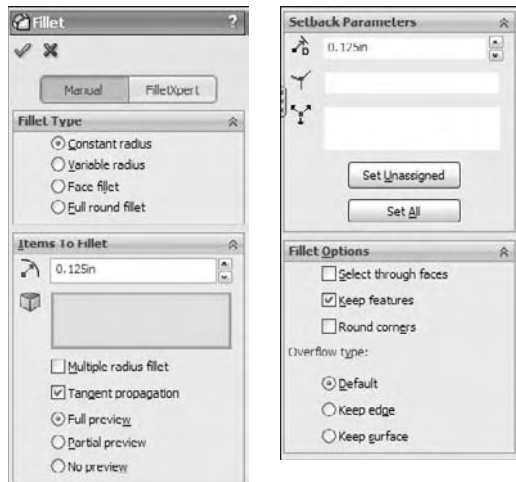 Fillet ?
Manual FilletXpert
Fillet Type
Constant radius
Variable radius
Face fillet
Full round fillet
Items To Fillet
0.125in
Multiple radius fillet
Tangent propagation
Full preview
Partial preview
No preview
Setback Parameters
D
0.125in
Set Unassigned
Set All
Fillet Options
Select through faces
Keep features
Round corners
Overflow type:
Default
Keep edge
Keep surface